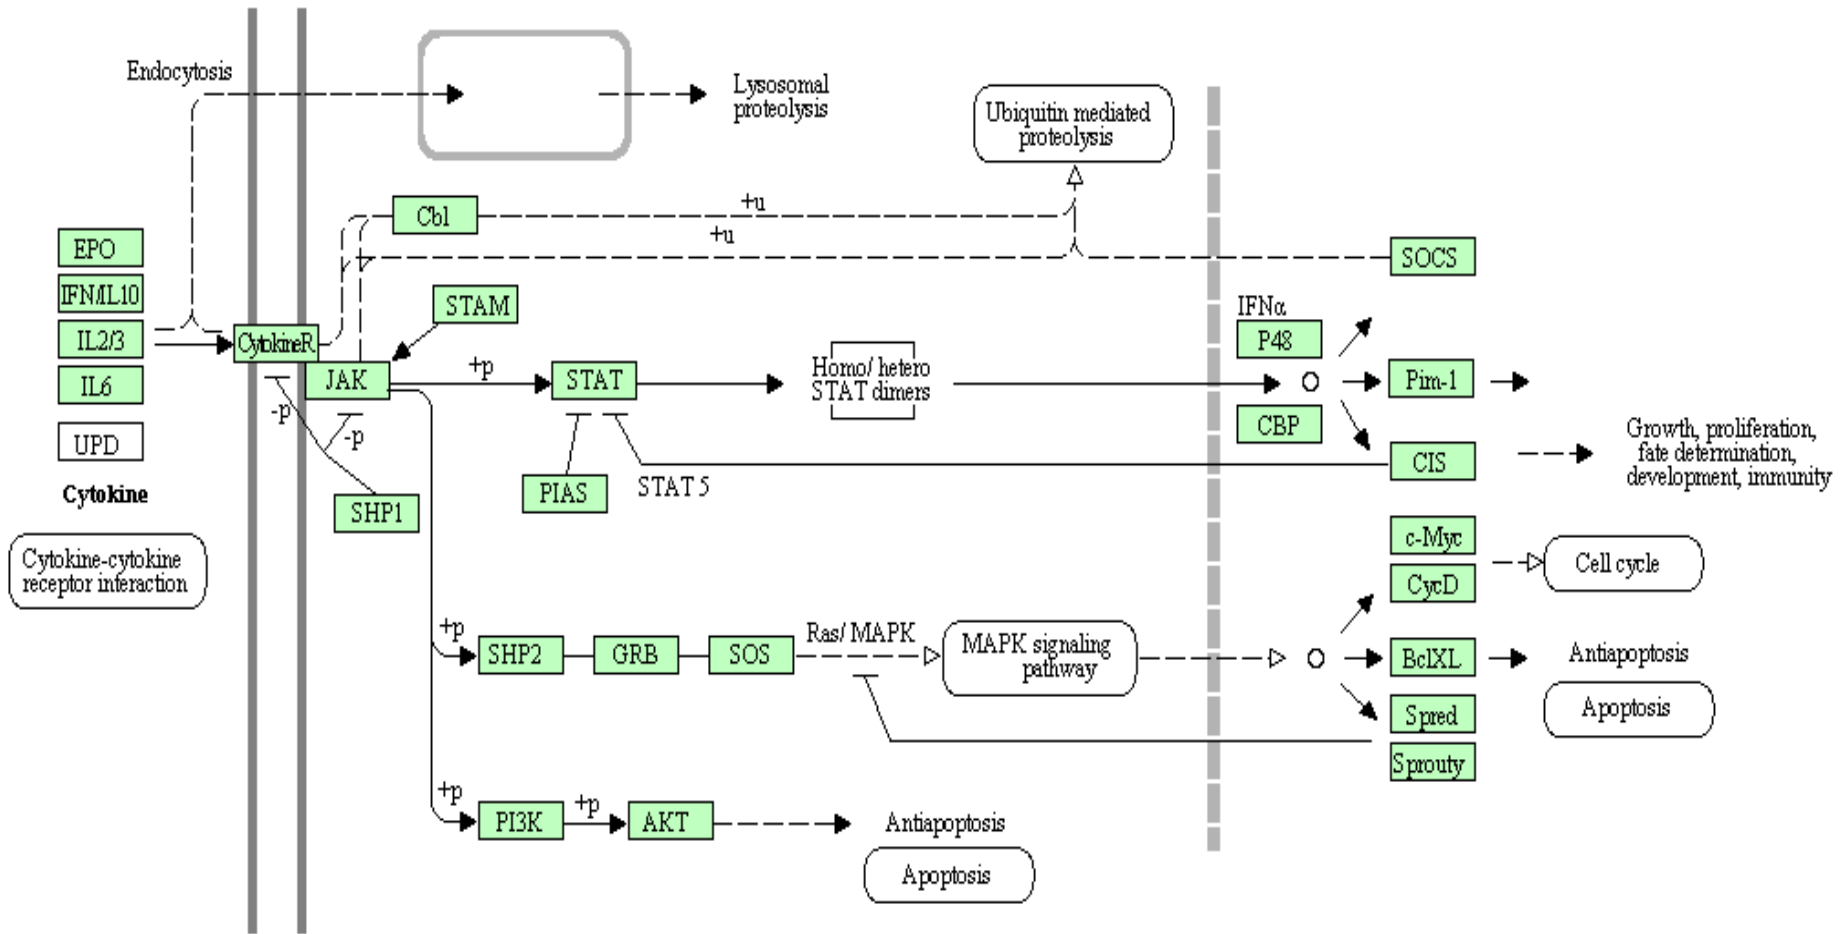 Endocytosis
Lysosomal
proteolysis
Ubiquitin mediated
proteolysis
Cbl
+u
+u
EPO
IFN/IL10
IL2/3
IL6
UPD
Cytokine
Cytokine-cytokine
receptor interaction
CytokineR
JAK
STAM
+p
STAT
Homo/ hetero
STAT dimers
SOCS
IFNα
P48
CBP
Pim-1
CIS
Growth, proliferation,
fate determination,
development, immunity
-p
-p
SHP1
PIAS
STAT 5
c-Myc
CycD
Cell cycle
+p
SHP2
GRB
SOS
Ras/ MAPK
MAPK signaling
pathway
BclXL
Antiapoptosis
Apoptosis
Spred
Sprouty
+p
PI3K
+p
AKT
Antiapoptosis
Apoptosis